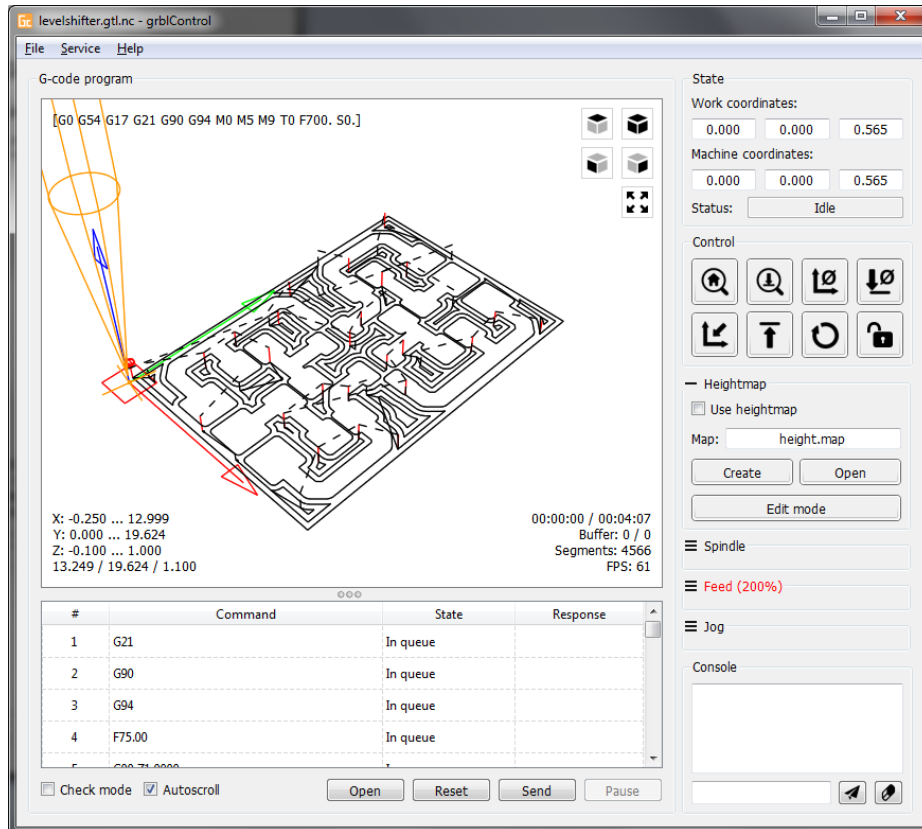 Gc levelshifter.gtl.nc - grblControl
File Service Help
G-code program
[G0 G54 G17 G21 G90 G94 M0 M5 M9 T0 F700. S0.]
X: -0.250 ... 12.999
Y: 0.000 ... 19.624
Z: -0.100 ... 1.000
13.249 / 19.624 / 1.100
00:00:00 / 00:04:07
Buffer: 0 / 0
Segments: 4566
FPS: 61
# Command State Response
1 G21 In queue
2 G90 In queue
3 G94 In queue
4 F75.00 In queue
Check mode Autoscroll Open Reset Send Pause
State
Work coordinates:
0.000 0.000 0.565
Machine coordinates:
0.000 0.000 0.565
Status: Idle
Control
Heightmap
Use heightmap
Map: height.map
Create Open
Edit mode
Spindle
Feed (200%)
Jog
Console